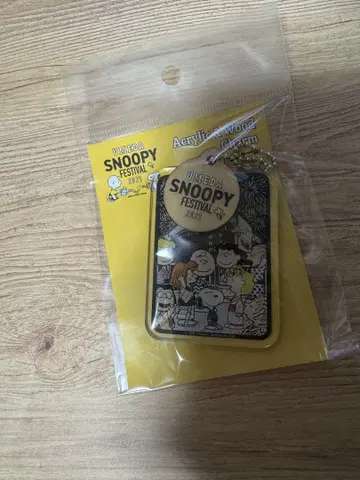 UMEDA
SNOOPY
FESTIVAL
2025
Acrylic & Wood
Charm
UMEDA
SNOOPY
FESTIVAL
2025